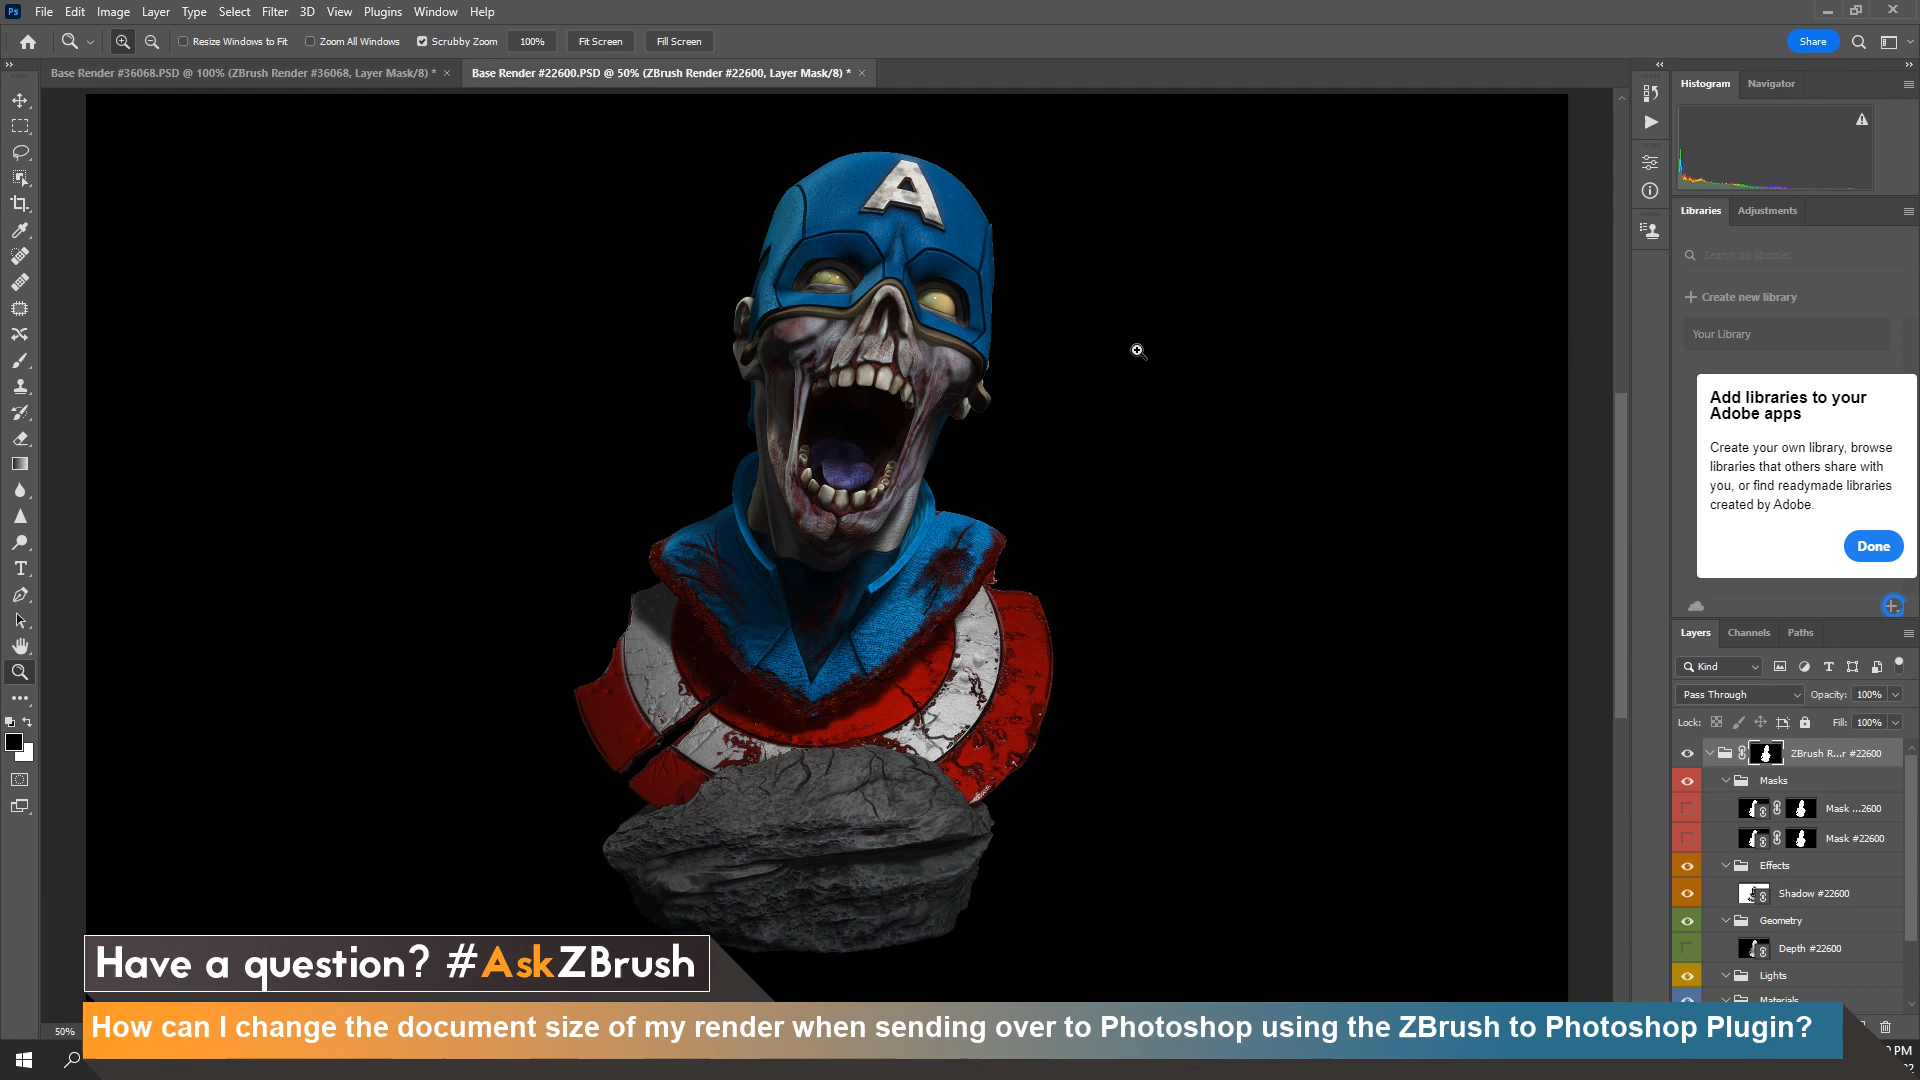 Ps File Edit Image Layer Type Select Filter 3D View Plugins Window Help
Resize Windows to Fit Zoom All Windows Scrubby Zoom 100% Fit Screen Fill Screen Share
Base Render #36068.PSD @ 100% (ZBrush Render #36068, Layer Mask/8) * × Base Render #22600.PSD @ 50% (ZBrush Render #22600, Layer Mask/8) * ×
Histogram Navigator
A
Libraries Adjustments
Search all libraries
+ Create new library
Your Library
Add libraries to your
Adobe apps
Create your own library, browse
libraries that others share with
you, or find readymade libraries
created by Adobe.
Done
Layers Channels Paths
Kind
Pass Through Opacity: 100%
Lock: Fill: 100%
ZBrush R...r #22600
Masks
Mask ...2600
Mask #22600
Effects
Shadow #22600
Geometry
Depth #22600
Lights
Materials
Have a question? #AskZBrush
50% How can I change the document size of my render when sending over to Photoshop using the ZBrush to Photoshop Plugin?
PM